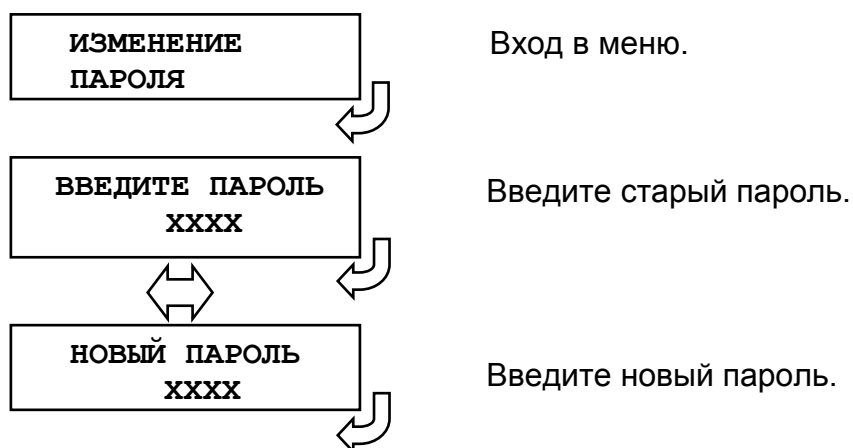 ИЗМЕНЕНИЕ
ПАРОЛЯ
Вход в меню.
ВВЕДИТЕ ПАРОЛЬ
XXXX
Введите старый пароль.
НОВЫЙ ПАРОЛЬ
XXXX
Введите новый пароль.